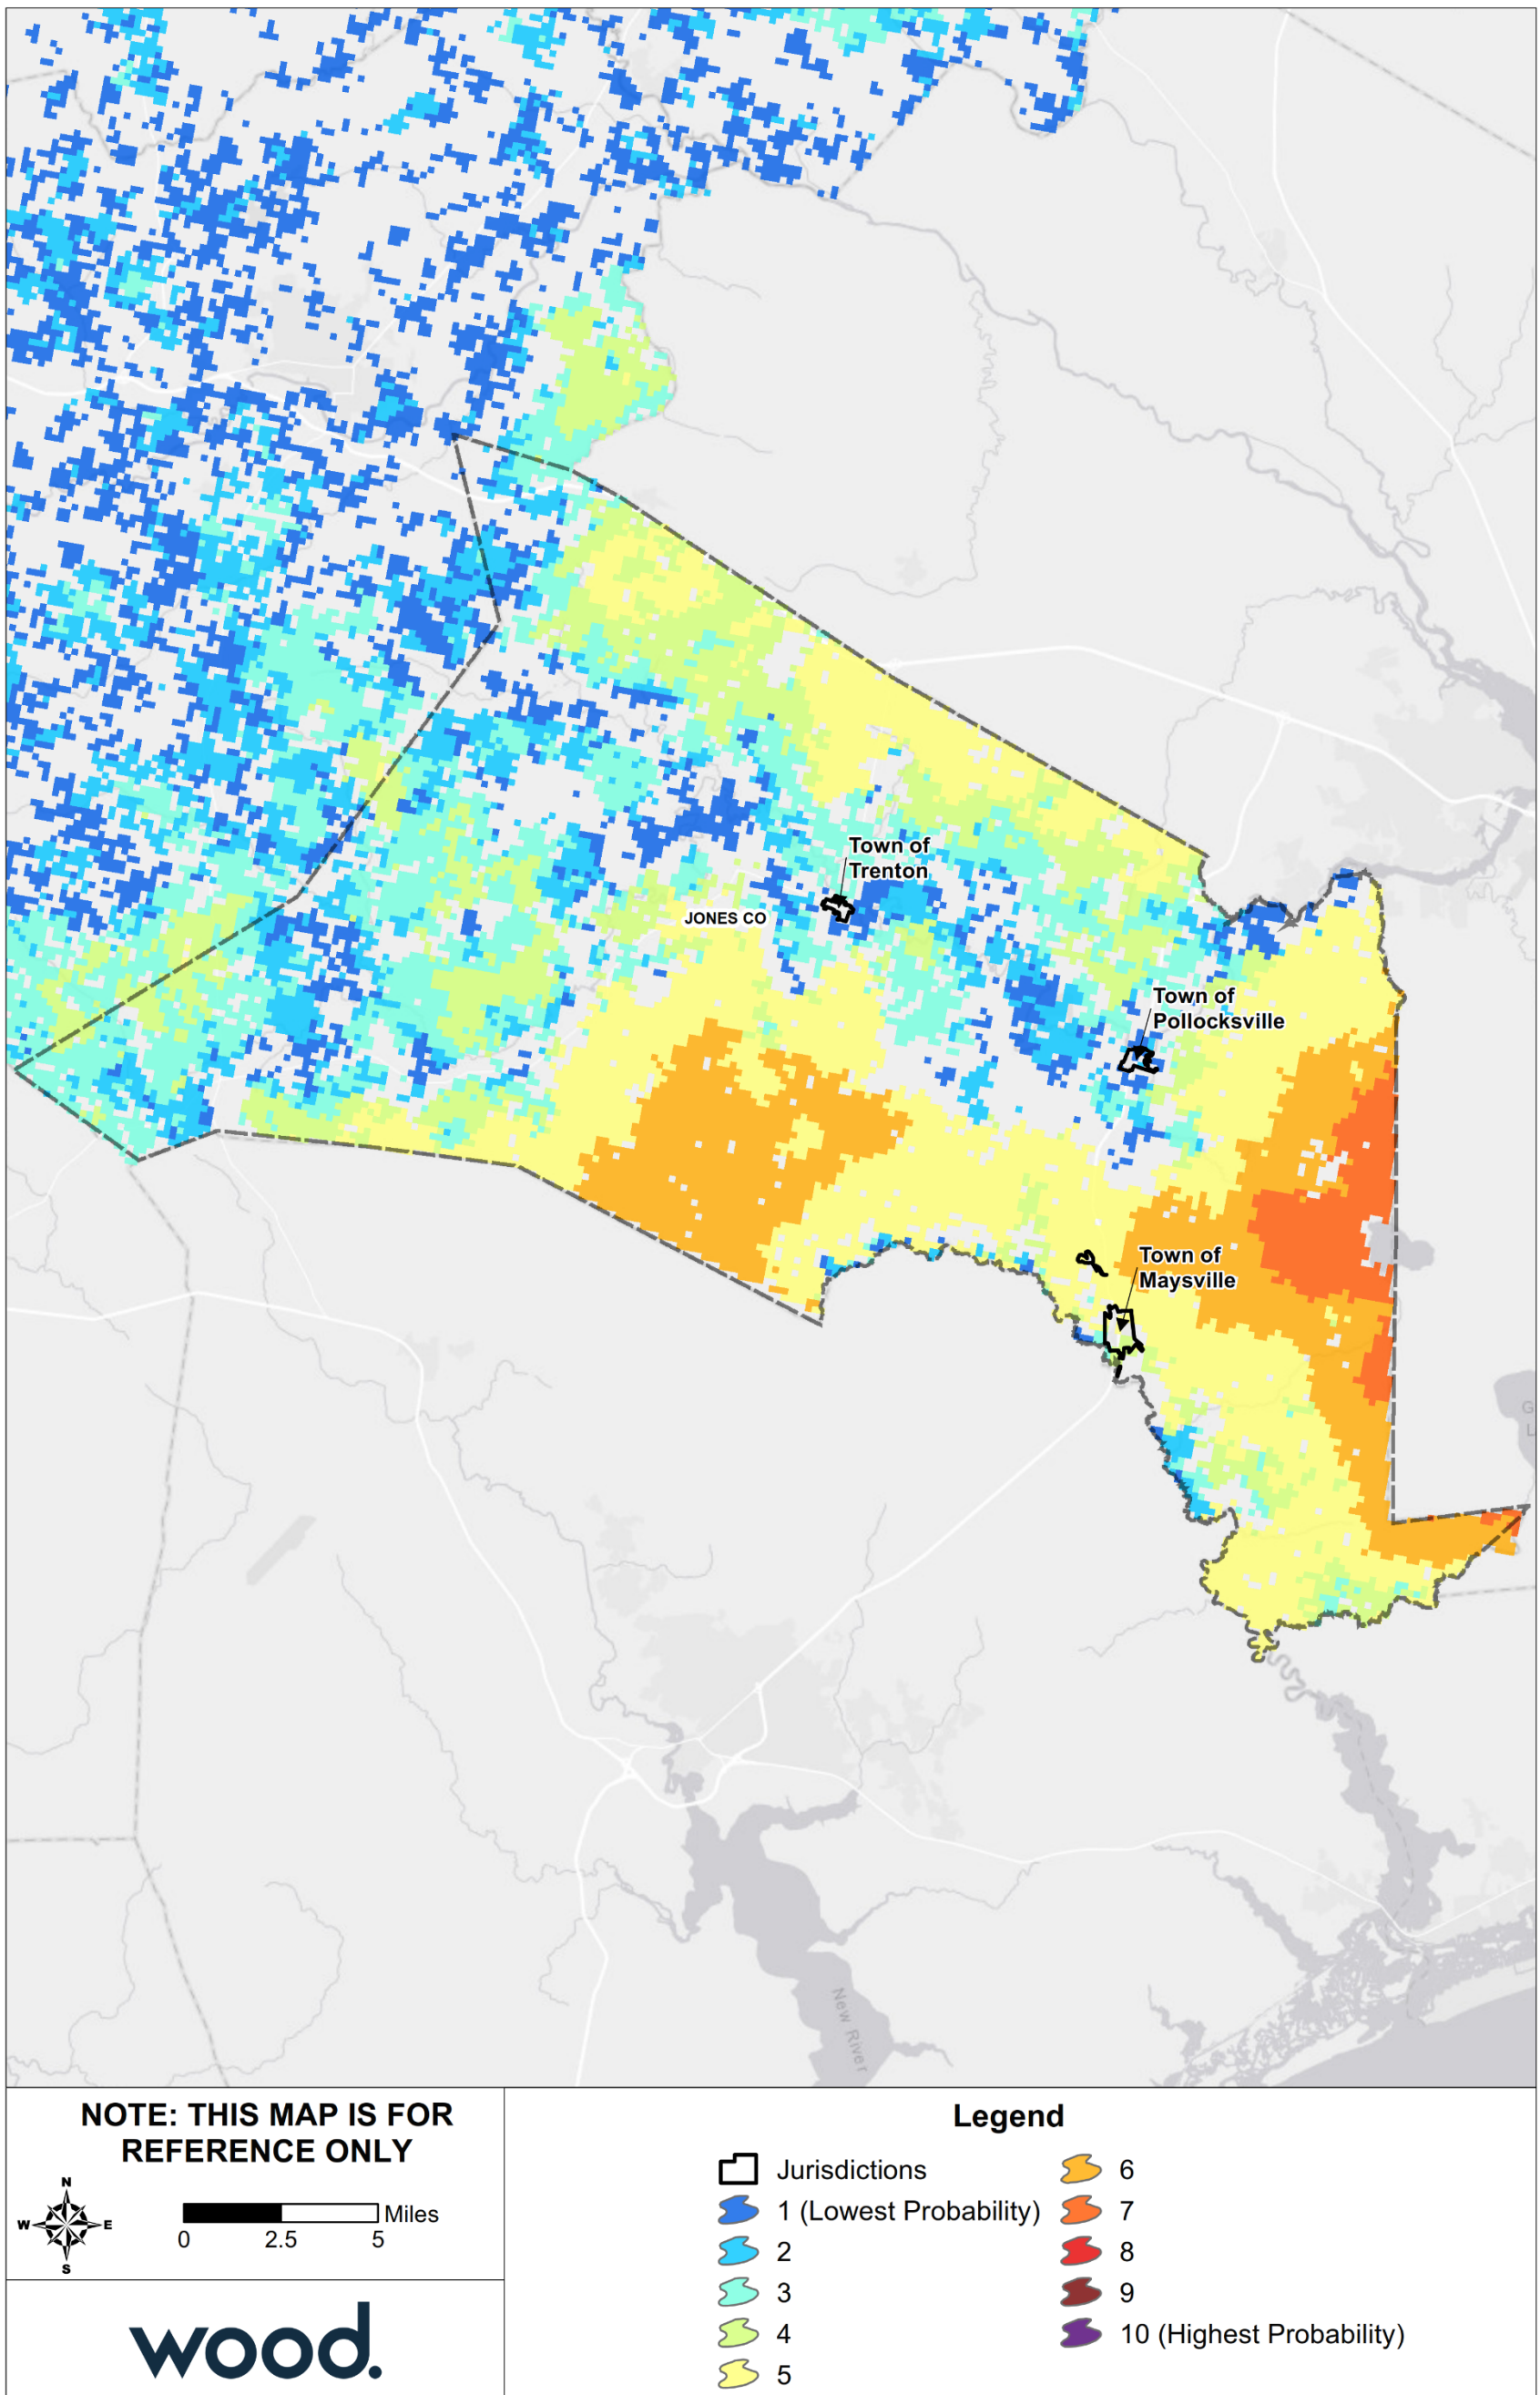 Town of
Trenton
JONES CO
Town of
Pollocksville
Town of
Maysville
G
L
New River
NOTE: THIS MAP IS FOR
REFERENCE ONLY
N
W E
S
Miles
0 2.5 5
wood.
Legend
Jurisdictions
1 (Lowest Probability)
2
3
4
5
6
7
8
9
10 (Highest Probability)